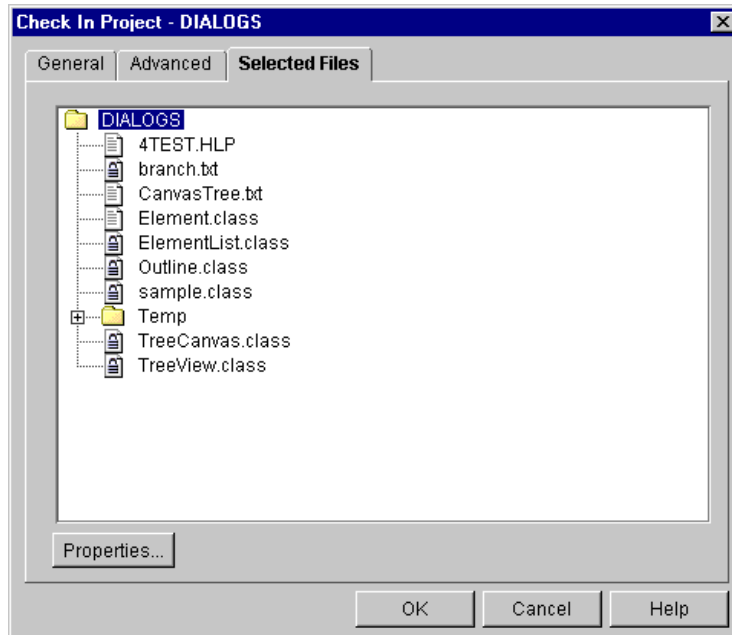 Check In Project - DIALOGS
General Advanced Selected Files
DIALOGS
4TEST.HLP
branch.txt
CanvasTree.txt
Element.class
ElementList.class
Outline.class
sample.class
Temp
TreeCanvas.class
TreeView.class
Properties...
OK Cancel Help